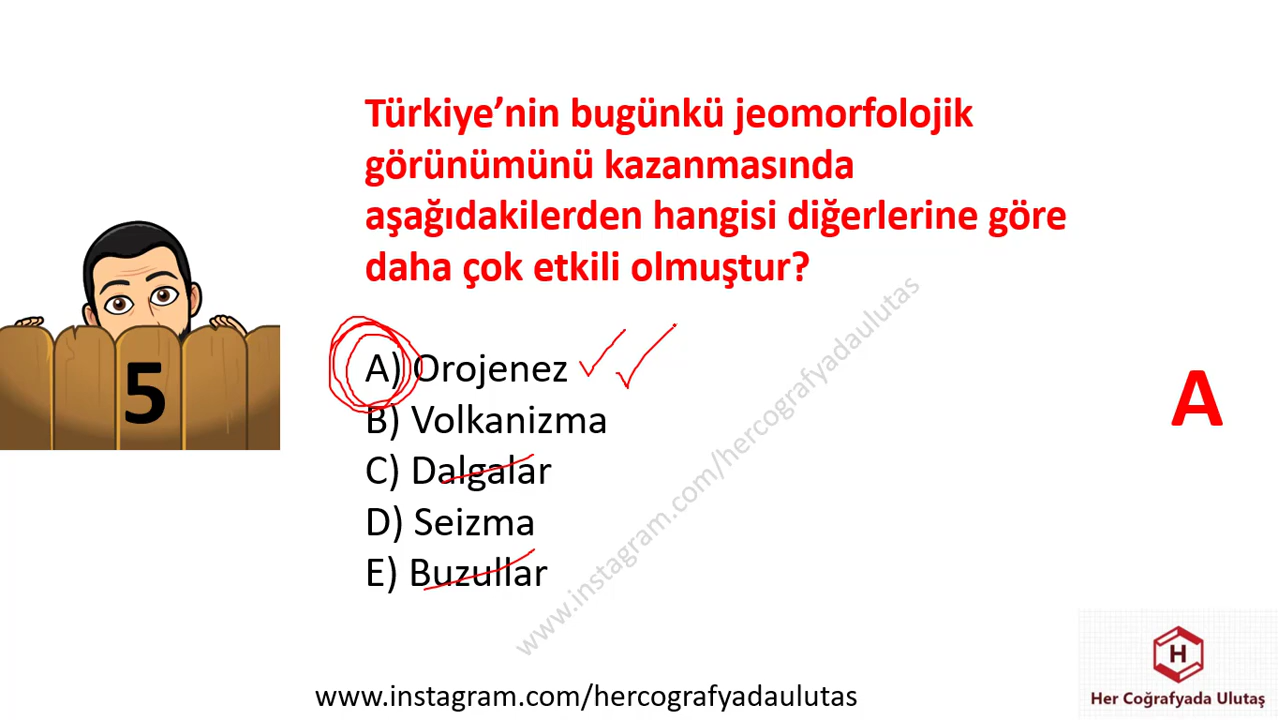 Türkiye’nin bugünkü jeomorfolojik
görünümünü kazanmasında
aşağıdakilerden hangisi diğerlerine göre
daha çok etkili olmuştur?
A) Orojenez
B) Volkanizma
C) Dalgalar
D) Seizma
E) Buzullar
5
A
www.instagram.com/hercografyadaulutas
www.instagram.com/hercografyadaulutas
H
Her Coğrafyada Ulutaş